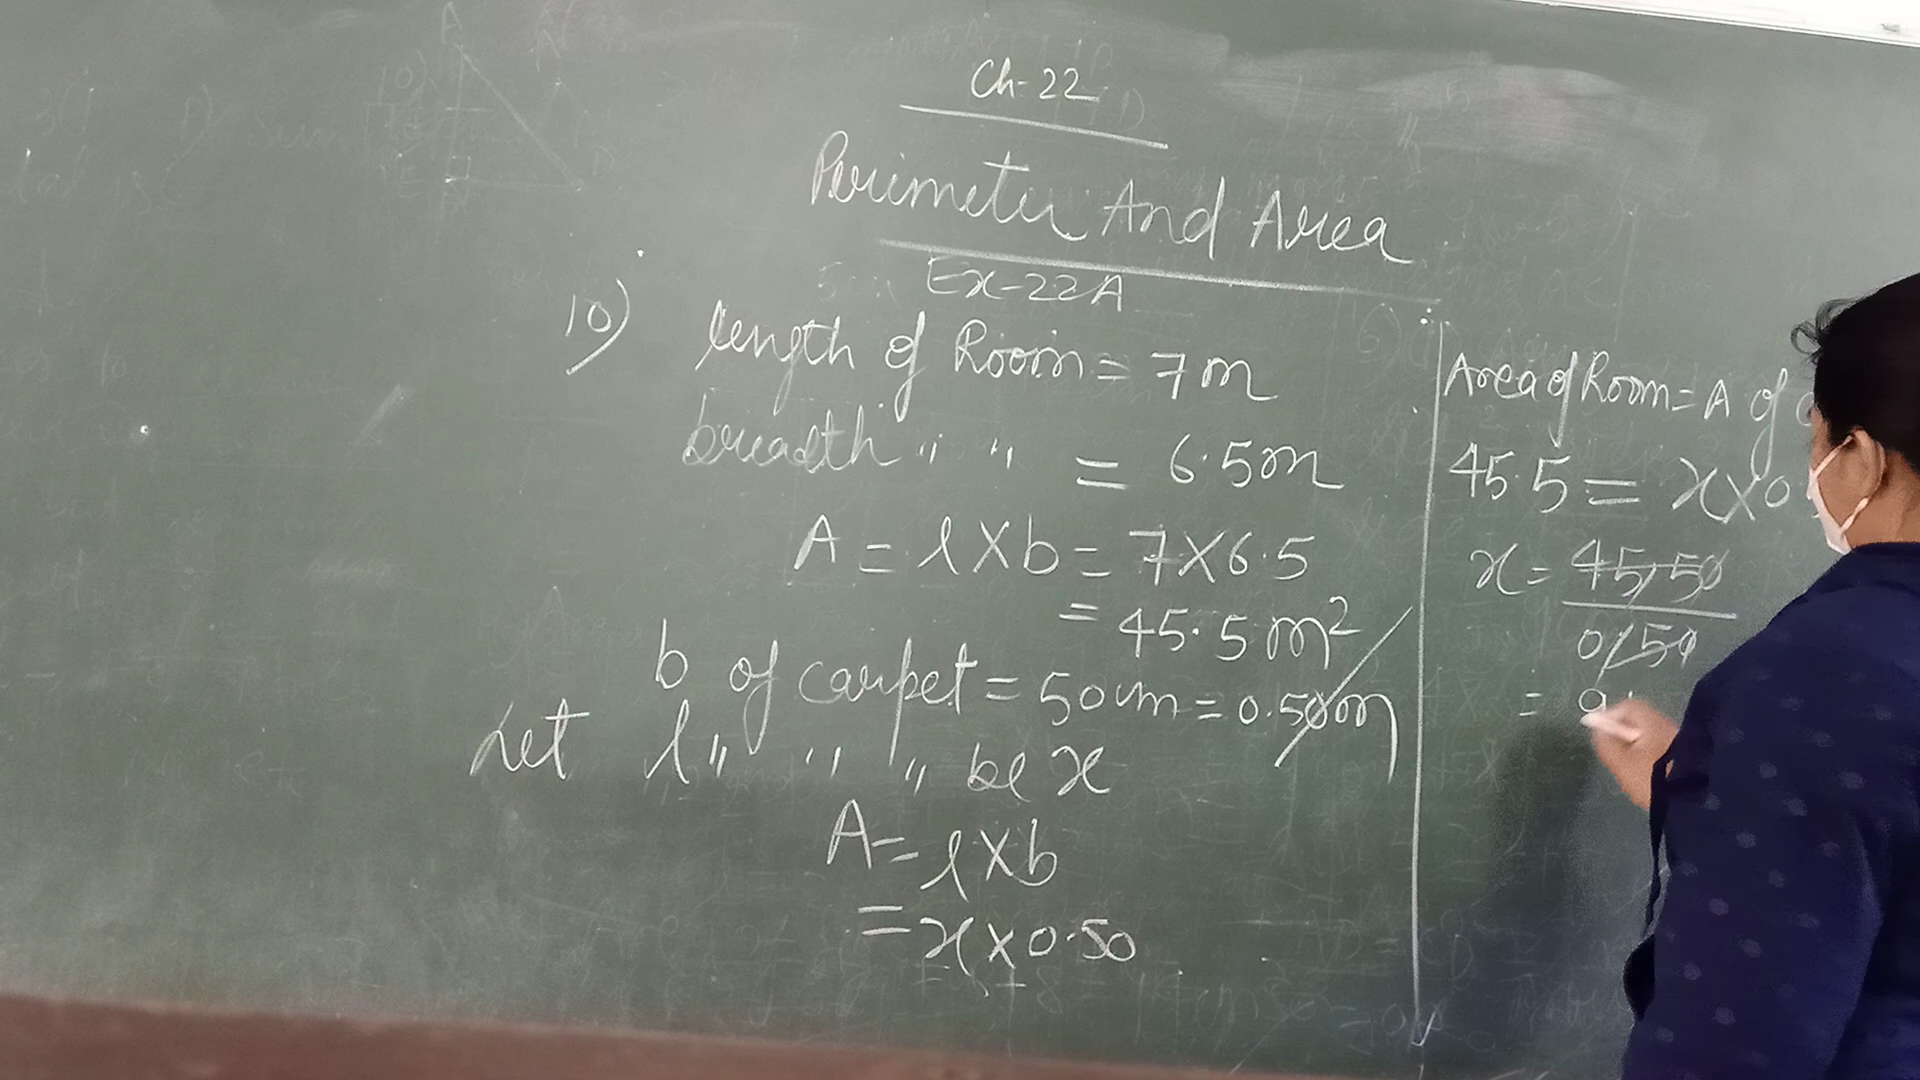 Ch-22
Perimeter And Area
Ex-22A
10) length of Room = 7m
breadth " " = 6.5m
A = l×b = 7×6.5
= 45.5m²
b of carpet = 50cm = 0.50m
Let l " " " be x
A = l×b
= x×0.50
Area of Room = A of
45.5 = x×0
x = 45.50
0.50
= 9